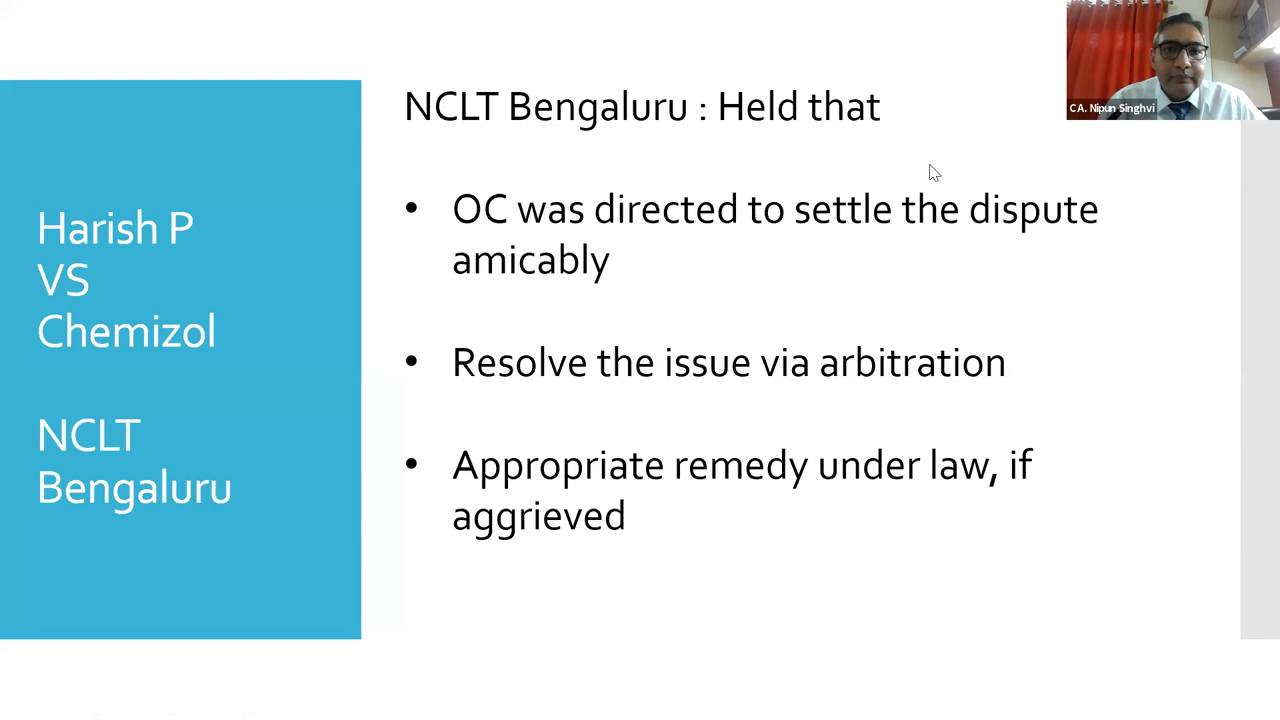 Harish P
VS
Chemizol
NCLT
Bengaluru
NCLT Bengaluru : Held that
• OC was directed to settle the dispute
amicably
• Resolve the issue via arbitration
• Appropriate remedy under law, if
aggrieved
CA. Nipun Singhvi